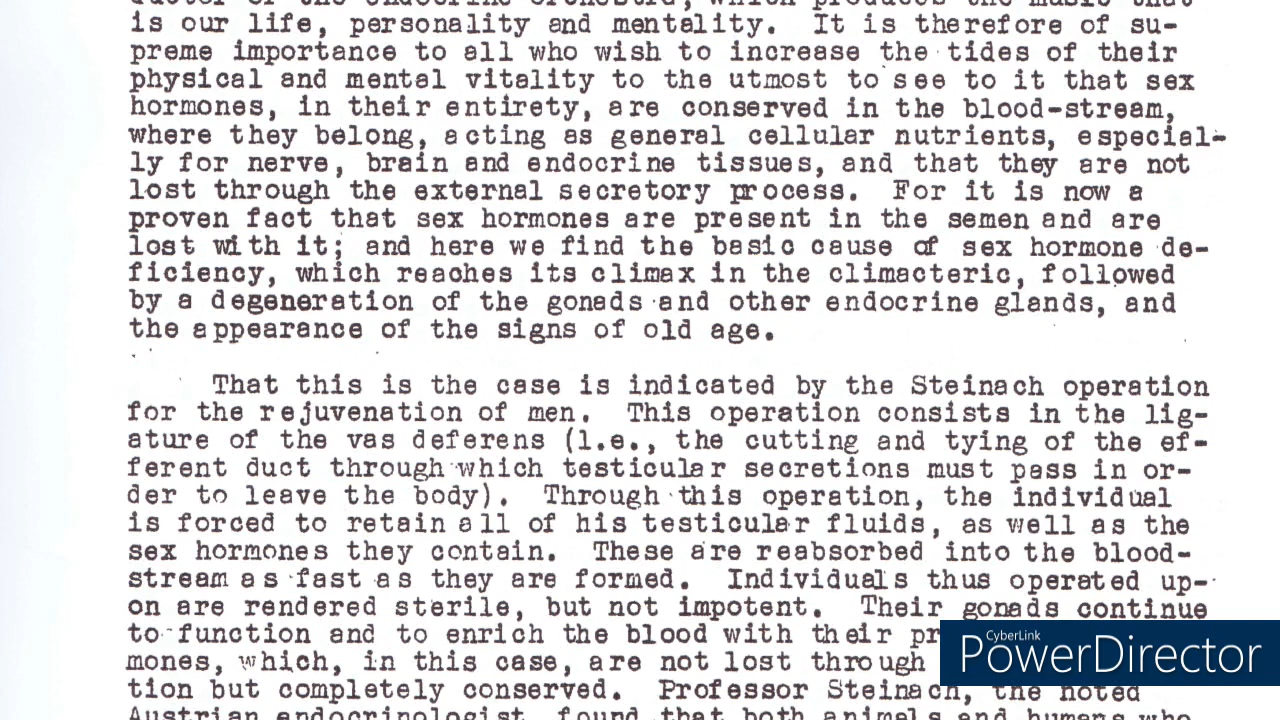 is our life, personality and mentality. It is therefore of su-
preme importance to all who wish to increase the tides of their
physical and mental vitality to the utmost to see to it that sex
hormones, in their entirety, are conserved in the blood-stream,
where they belong, acting as general cellular nutrients, especial-
ly for nerve, brain and endocrine tissues, and that they are not
lost through the external secretory process. For it is now a
proven fact that sex hormones are present in the semen and are
lost with it; and here we find the basic cause of sex hormone de-
ficiency, which reaches its climax in the climacteric, followed
by a degeneration of the gonads and other endocrine glands, and
the appearance of the signs of old age.
That this is the case is indicated by the Steinach operation
for the rejuvenation of men. This operation consists in the lig-
ature of the vas deferens (i.e., the cutting and tying of the ef-
ferent duct through which testicular secretions must pass in or-
der to leave the body). Through this operation, the individual
is forced to retain all of his testicular fluids, as well as the
sex hormones they contain. These are reabsorbed into the blood-
stream as fast as they are formed. Individuals thus operated up-
on are rendered sterile, but not impotent. Their gonads continue
to function and to enrich the blood with their
mones, which, in this case, are not lost through
tion but completely conserved. Professor Steinach, the noted
Austrian endocrinologist, found that both animals and humans who
CyberLink
PowerDirector